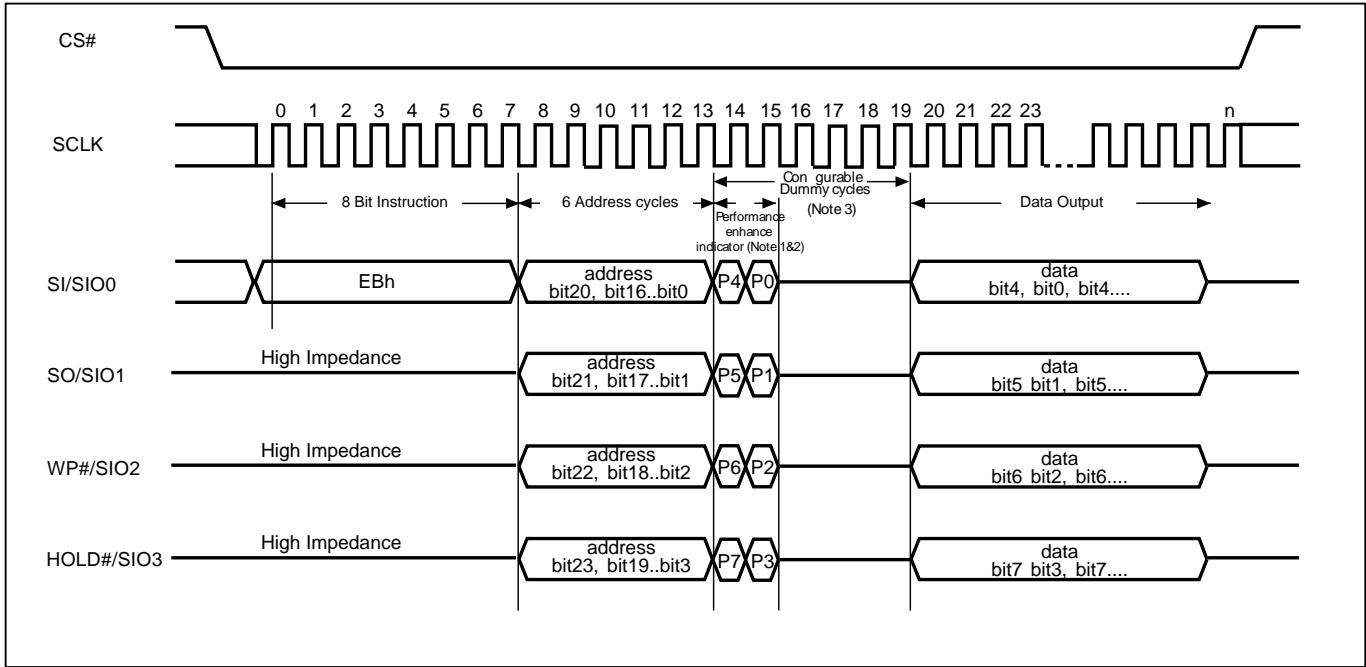 CS#
0 1 2 3 4 5 6 7 8 9 10 11 12 13 14 15 16 17 18 19 20 21 22 23 n
SCLK
Con gurable
Dummy cycles
(Note 3)
8 Bit Instruction
6 Address cycles
Data Output
Performance
enhance
indicator (Note 1&2)
SI/SIO0
EBh
address
bit20, bit16..bit0
P4 P0
data
bit4, bit0, bit4....
SO/SIO1
High Impedance
address
bit21, bit17..bit1
P5 P1
data
bit5 bit1, bit5....
WP#/SIO2
High Impedance
address
bit22, bit18..bit2
P6 P2
data
bit6 bit2, bit6....
HOLD#/SIO3
High Impedance
address
bit23, bit19..bit3
P7 P3
data
bit7 bit3, bit7....